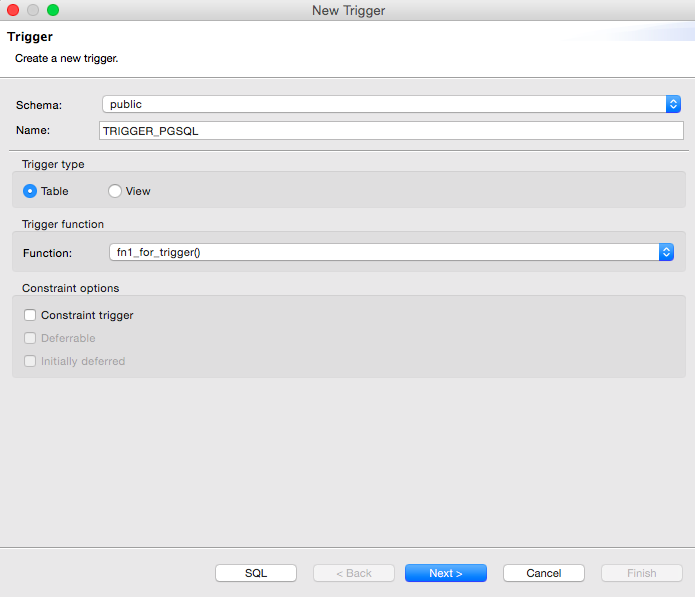 New Trigger
Trigger
Create a new trigger.
Schema: public
Name: TRIGGER_PGSQL
Trigger type
Table View
Trigger function
Function: fn1_for_trigger()
Constraint options
Constraint trigger
Deferrable
Initially deferred
SQL < Back Next > Cancel Finish